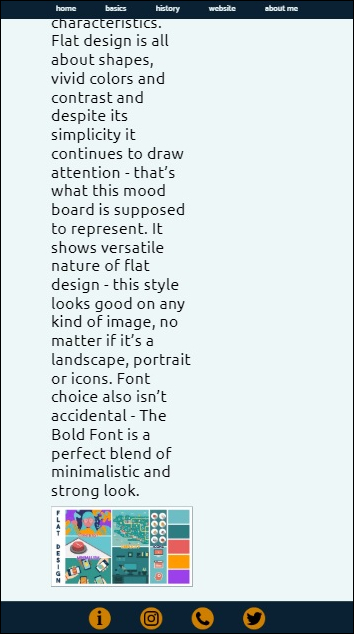 home basics history website about me
characteristics.
Flat design is all
about shapes,
vivid colors and
contrast and
despite its
simplicity it
continues to draw
attention - that's
what this mood
board is supposed
to represent. It
shows versatile
nature of flat
design - this style
looks good on any
kind of image, no
matter if it's a
landscape, portrait
or icons. Font
choice also isn't
accidental - The
Bold Font is a
perfect blend of
minimalistic and
strong look.
FLAT DESIGN